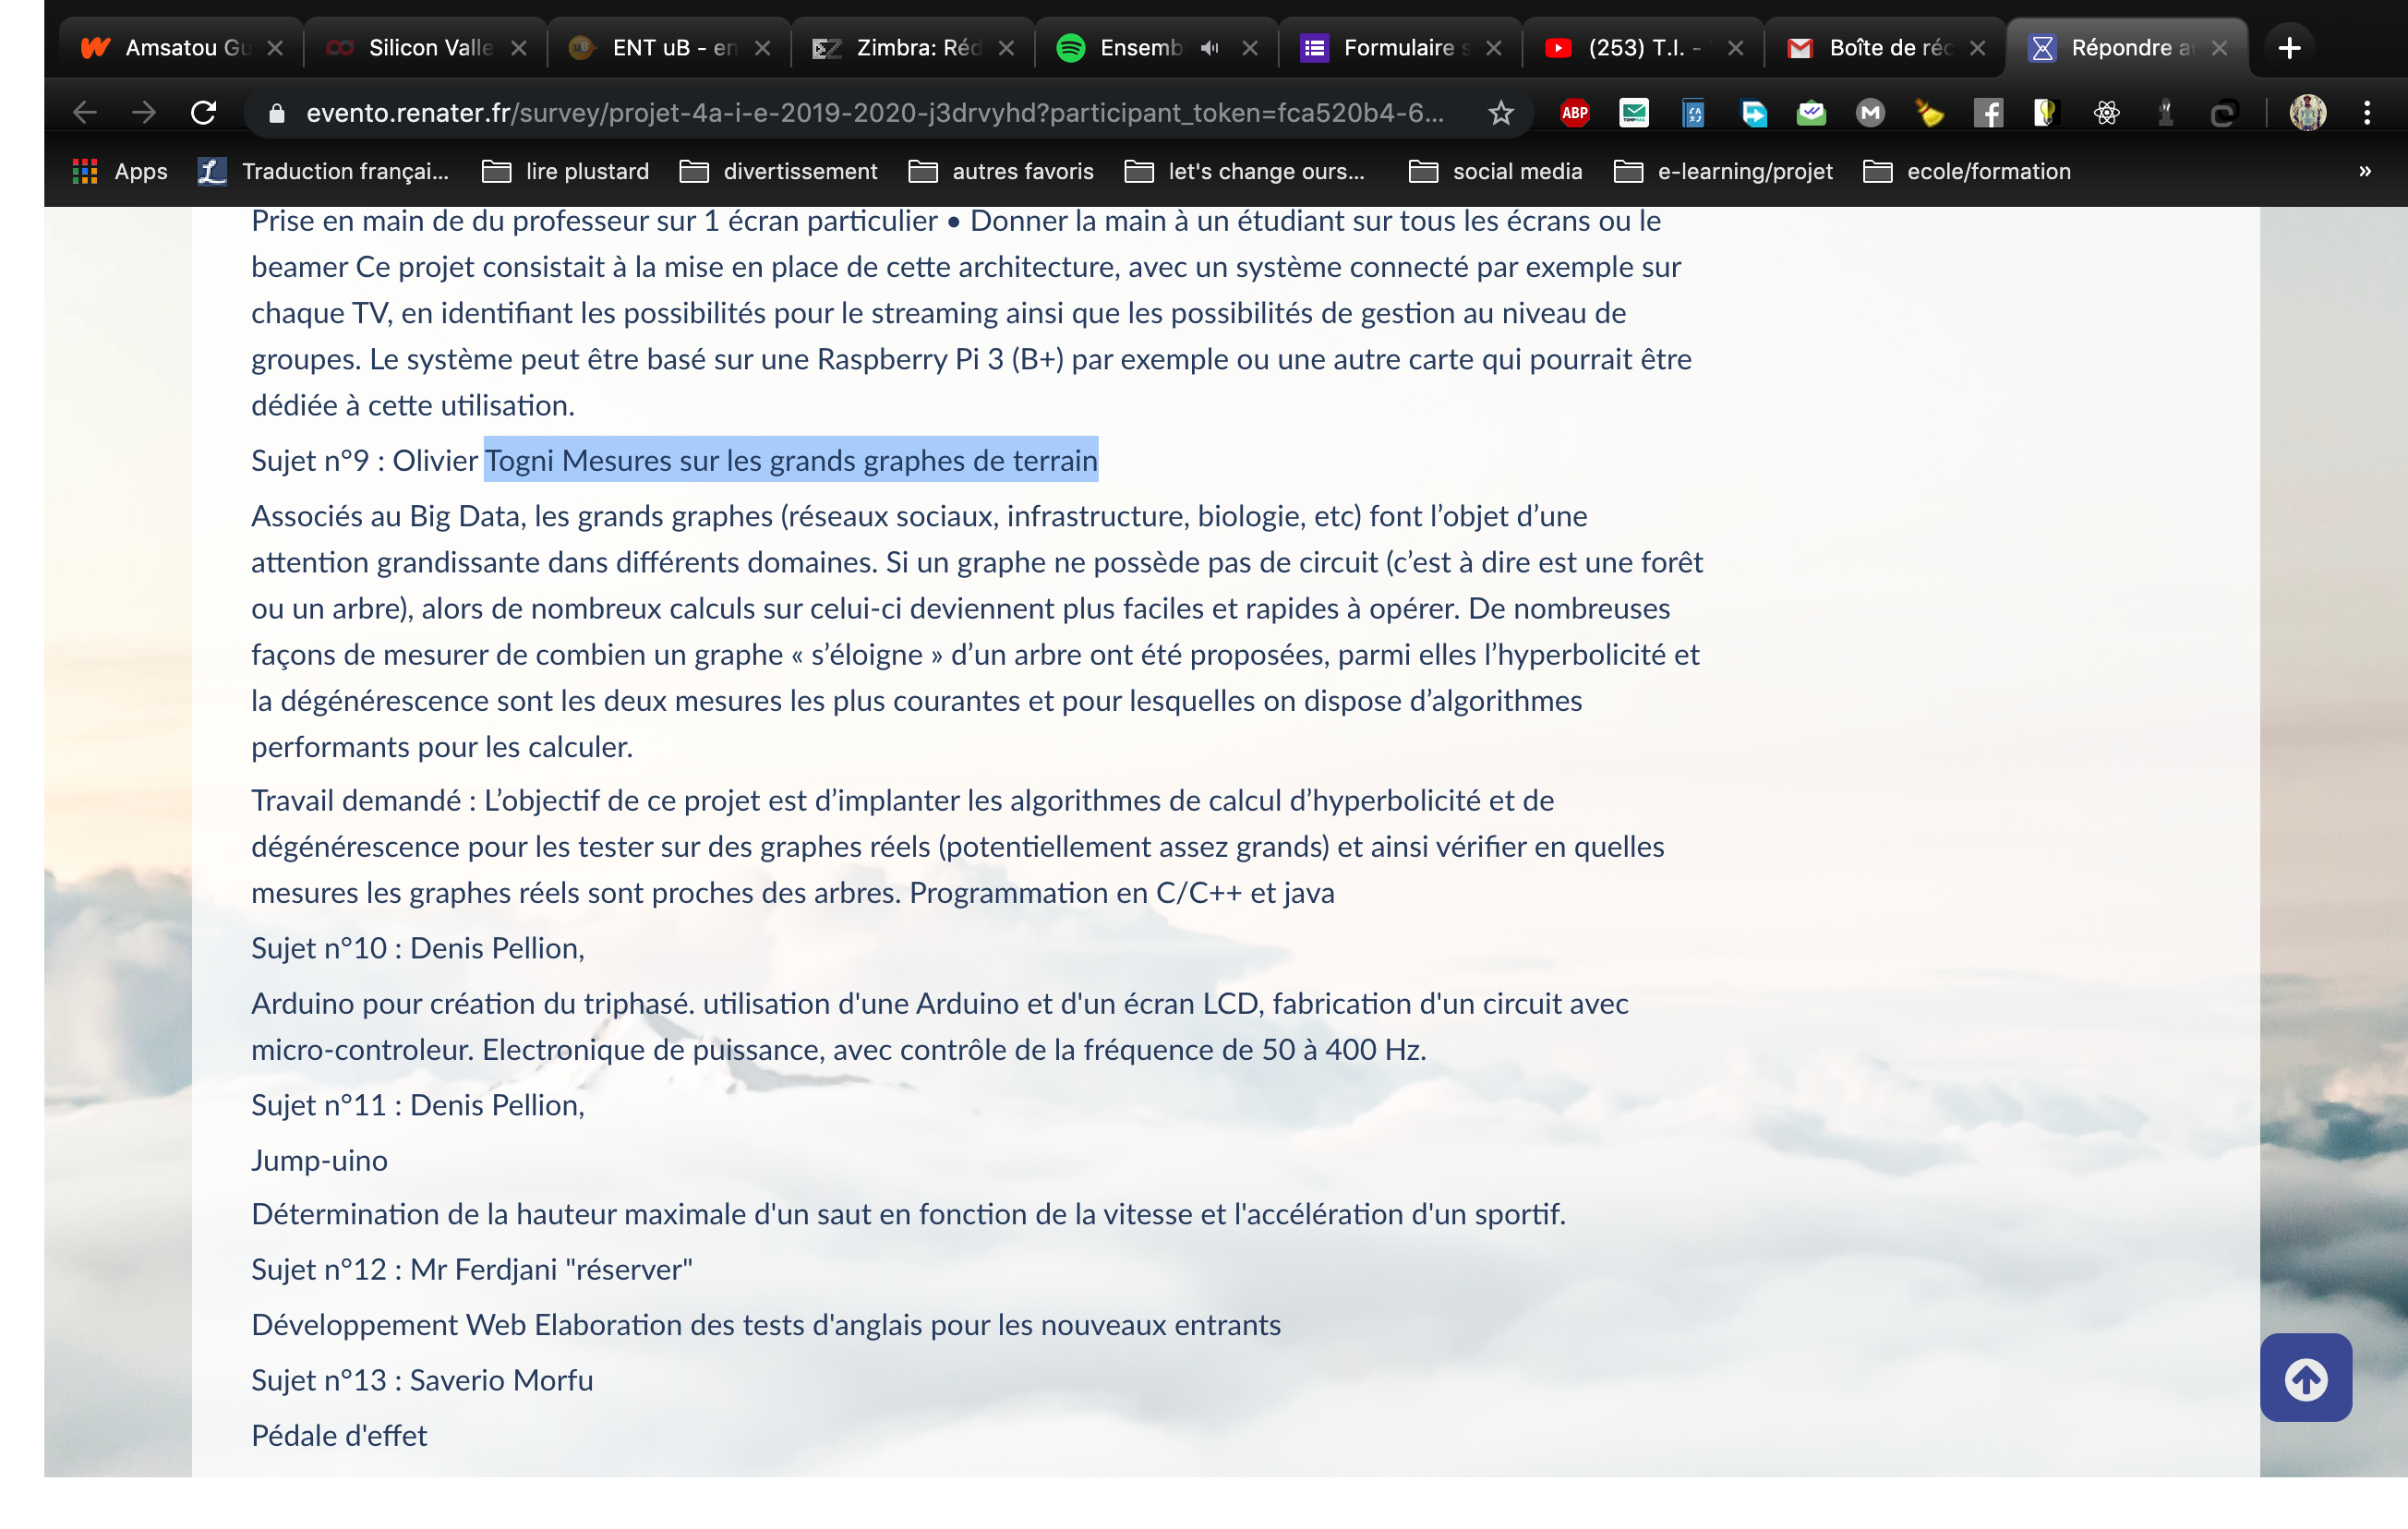 Amsatou Gu
Silicon Valle
ENT uB - en
Zimbra: Réd
Ensemb
Formulaire s
(253) T.I. -
Boîte de réc
Répondre au
evento.renater.fr/survey/projet-4a-i-e-2019-2020-j3drvyhd?participant_token=fca520b4-6...
ABP
Apps
Traduction françai...
lire plustard
divertissement
autres favoris
let's change ours...
social media
e-learning/projet
ecole/formation
»
Prise en main de du professeur sur 1 écran particulier • Donner la main à un étudiant sur tous les écrans ou le
beamer Ce projet consistait à la mise en place de cette architecture, avec un système connecté par exemple sur
chaque TV, en identifiant les possibilités pour le streaming ainsi que les possibilités de gestion au niveau de
groupes. Le système peut être basé sur une Raspberry Pi 3 (B+) par exemple ou une autre carte qui pourrait être
dédiée à cette utilisation.
Sujet n°9 : Olivier Togni Mesures sur les grands graphes de terrain
Associés au Big Data, les grands graphes (réseaux sociaux, infrastructure, biologie, etc) font l’objet d’une
attention grandissante dans différents domaines. Si un graphe ne possède pas de circuit (c’est à dire est une forêt
ou un arbre), alors de nombreux calculs sur celui-ci deviennent plus faciles et rapides à opérer. De nombreuses
façons de mesurer de combien un graphe « s’éloigne » d’un arbre ont été proposées, parmi elles l’hyperbolicité et
la dégénérescence sont les deux mesures les plus courantes et pour lesquelles on dispose d’algorithmes
performants pour les calculer.
Travail demandé : L’objectif de ce projet est d’implanter les algorithmes de calcul d’hyperbolicité et de
dégénérescence pour les tester sur des graphes réels (potentiellement assez grands) et ainsi vérifier en quelles
mesures les graphes réels sont proches des arbres. Programmation en C/C++ et java
Sujet n°10 : Denis Pellion,
Arduino pour création du triphasé. utilisation d'une Arduino et d'un écran LCD, fabrication d'un circuit avec
micro-controleur. Electronique de puissance, avec contrôle de la fréquence de 50 à 400 Hz.
Sujet n°11 : Denis Pellion,
Jump-uino
Détermination de la hauteur maximale d'un saut en fonction de la vitesse et l'accélération d'un sportif.
Sujet n°12 : Mr Ferdjani "réserver"
Développement Web Elaboration des tests d'anglais pour les nouveaux entrants
Sujet n°13 : Saverio Morfu
Pédale d'effet